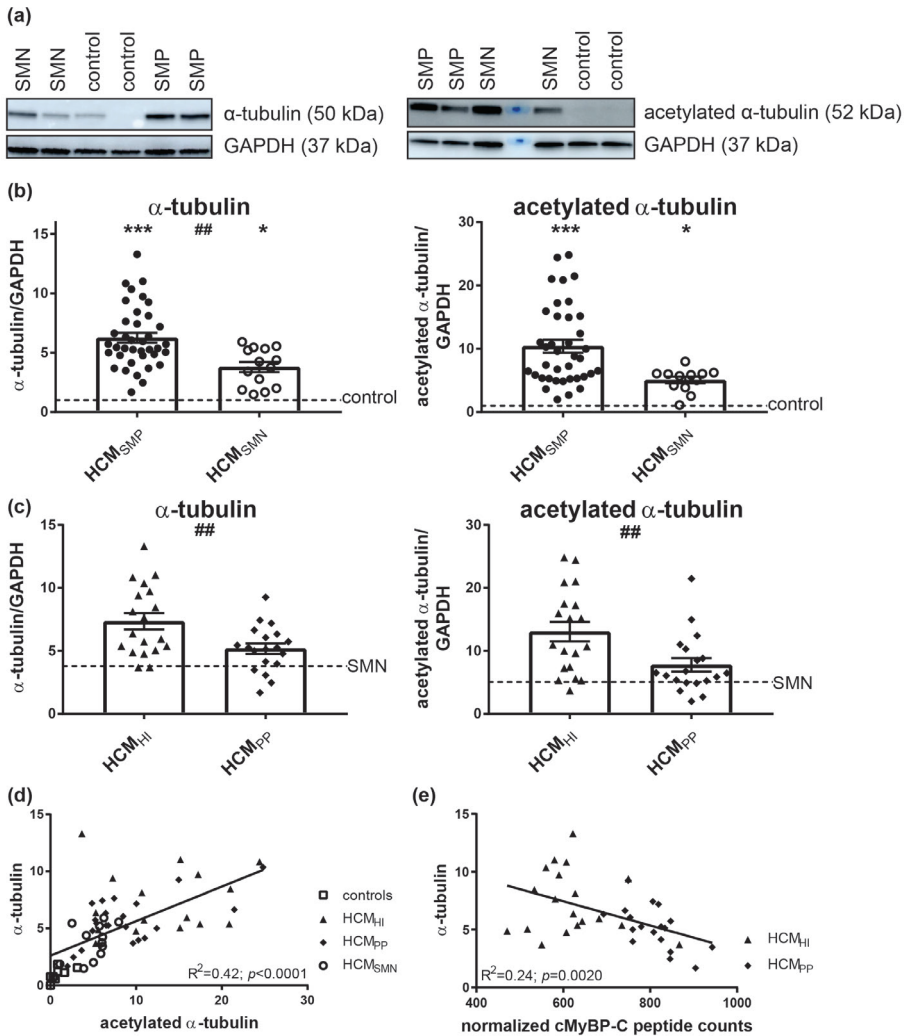 (a)
SMN SMN control control SMP SMP
α-tubulin (50 kDa)
GAPDH (37 kDa)
SMP SMP SMN SMN control control
acetylated α-tubulin (52 kDa)
GAPDH (37 kDa)
(b)
α-tubulin
*** ## *
α-tubulin/GAPDH
15
10
5
0
control
HCMSMP HCMSMN
acetylated α-tubulin
*** *
acetylated α-tubulin/
GAPDH
30
20
10
0
control
HCMSMP HCMSMN
(c)
α-tubulin
##
α-tubulin/GAPDH
15
10
5
0
SMN
HCMHI HCMPP
acetylated α-tubulin
##
acetylated α-tubulin/
GAPDH
30
20
10
0
SMN
HCMHI HCMPP
(d)
α-tubulin
15
10
5
0
controls
HCMHI
HCMPP
HCMSMN
R2=0.42; p<0.0001
0 10 20 30
acetylated α-tubulin
(e)
α-tubulin
15
10
5
0
HCMHI
HCMPP
R2=0.24; p=0.0020
400 600 800 1000
normalized cMyBP-C peptide counts